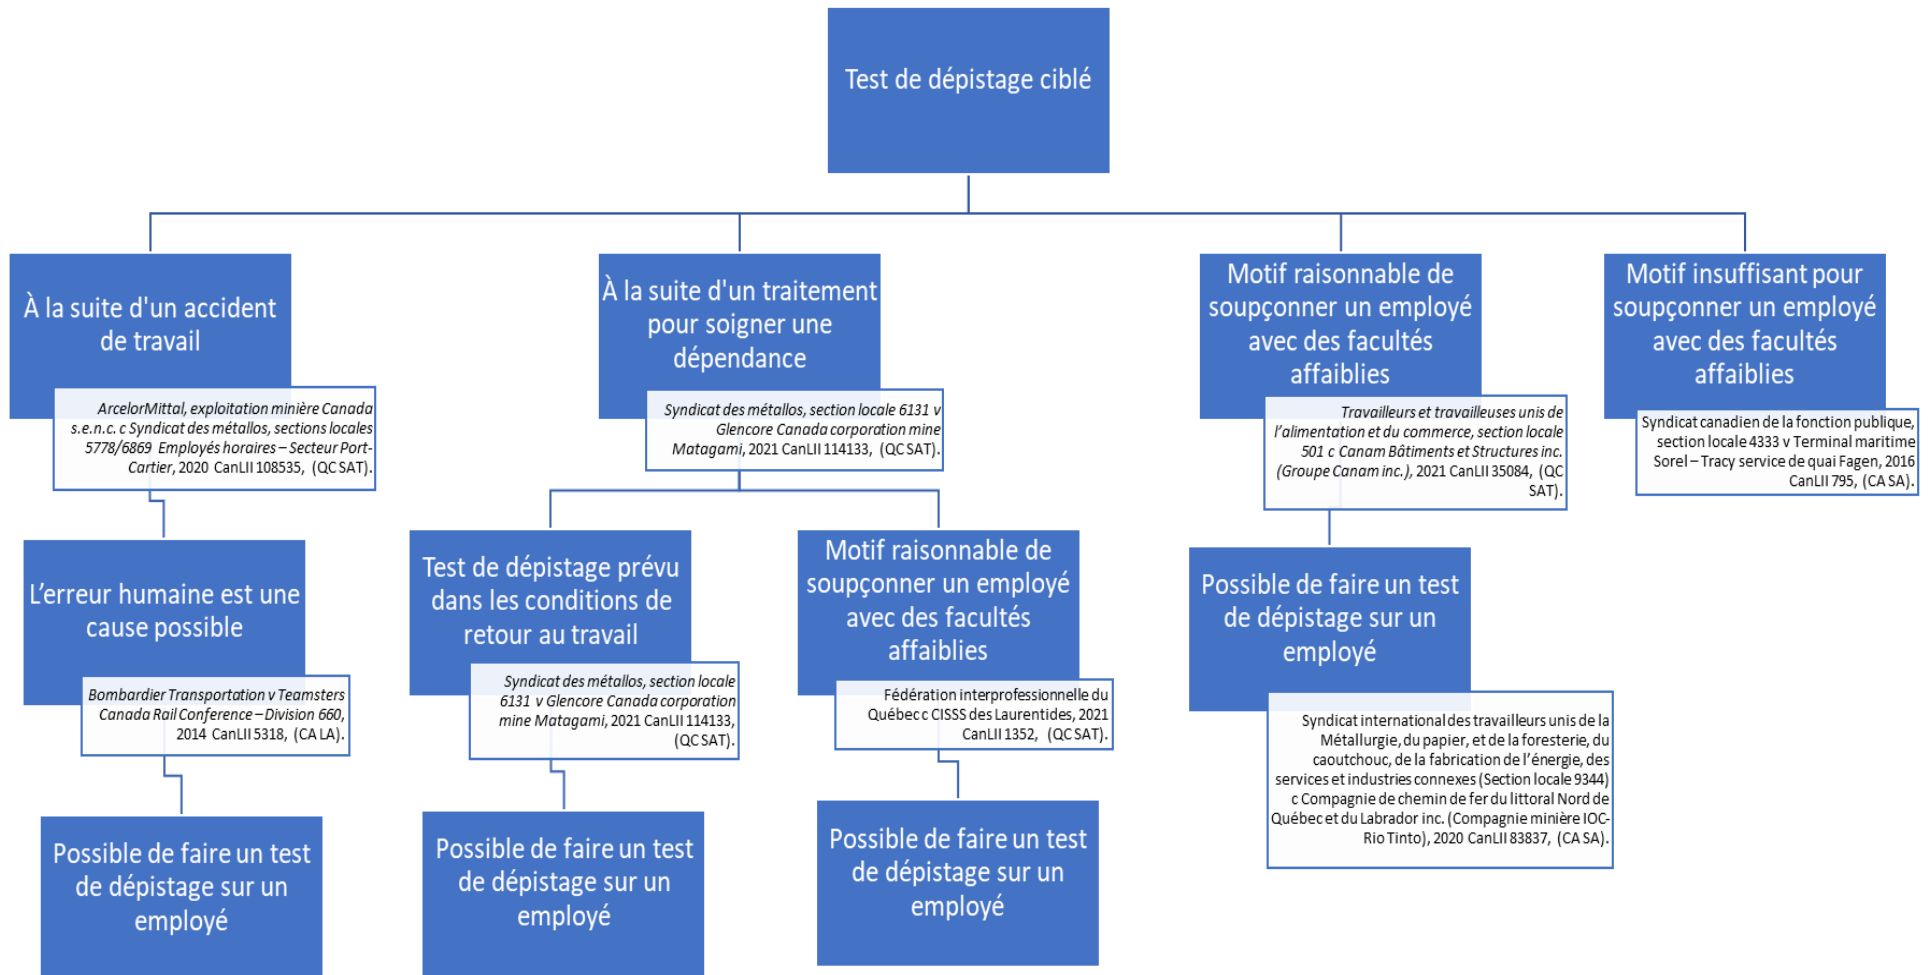 Test de dépistage ciblé
À la suite d'un accident
de travail
ArcelorMittal, exploitation minière Canada
s.e.n.c. c Syndicat des métallos, sections locales
5778/6869 Employés horaires – Secteur Port-
Cartier, 2020 CanLII 108535, (QC SAT).
À la suite d'un traitement
pour soigner une
dépendance
Syndicat des métallos, section locale 6131 v
Glencore Canada corporation mine
Matagami, 2021 CanLII 114133, (QC SAT).
Motif raisonnable de
soupçonner un employé
avec des facultés
affaiblies
Travailleurs et travailleuses unis de
l'alimentation et du commerce, section locale
501 c Canam Bâtiments et Structures inc.
(Groupe Canam inc.), 2021 CanLII 35084, (QC
SAT).
Motif insuffisant pour
soupçonner un employé
avec des facultés
affaiblies
Syndicat canadien de la fonction publique,
section locale 4333 v Terminal maritime
Sorel – Tracy service de quai Fagen, 2016
CanLII 795, (CA SA).
L'erreur humaine est une
cause possible
Bombardier Transportation v Teamsters
Canada Rail Conference – Division 660,
2014 CanLII 5318, (CA LA).
Test de dépistage prévu
dans les conditions de
retour au travail
Syndicat des métallos, section locale
6131 v Glencore Canada corporation
mine Matagami, 2021 CanLII 114133,
(QC SAT).
Motif raisonnable de
soupçonner un employé
avec des facultés
affaiblies
Fédération interprofessionnelle du
Québec c CISSS des Laurentides, 2021
CanLII 1352, (QC SAT).
Possible de faire un test
de dépistage sur un
employé
Syndicat international des travailleurs unis de la
Métallurgie, du papier, et de la foresterie, du
caoutchouc, de la fabrication de l'énergie, des
services et industries connexes (Section locale 9344)
c Compagnie de chemin de fer du littoral Nord de
Québec et du Labrador inc. (Compagnie minière IOC-
Rio Tinto), 2020 CanLII 83837, (CA SA).
Possible de faire un test
de dépistage sur un
employé
Possible de faire un test
de dépistage sur un
employé
Possible de faire un test
de dépistage sur un
employé